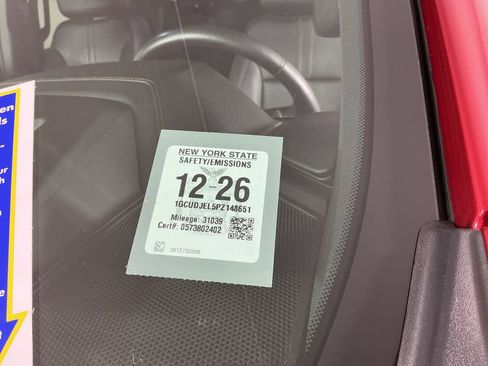 NEW YORK STATE
SAFETY/EMISSIONS
12-26
1GCUDJEL5PZ148651
Mileage: 31039
Cert#: 0573802402
2612732506